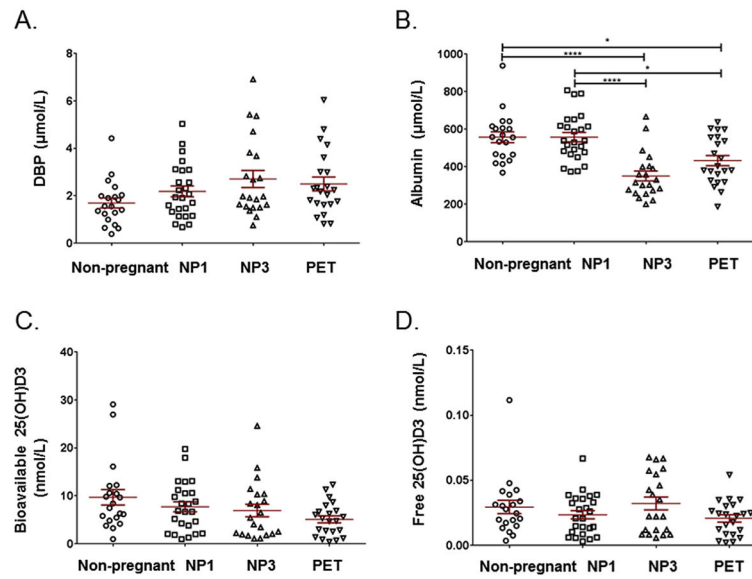 A.
DBP (µmol/L)
8
6
4
2
0
Non-pregnant NP1 NP3 PET
B.
Albumin (µmol/L)
*
****
*
****
1000
800
600
400
200
0
Non-pregnant NP1 NP3 PET
C.
Bioavailable 25(OH)D3
(nmol/L)
40
30
20
10
0
Non-pregnant NP1 NP3 PET
D.
Free 25(OH)D3 (nmol/L)
0.15
0.10
0.05
0.00
Non-pregnant NP1 NP3 PET